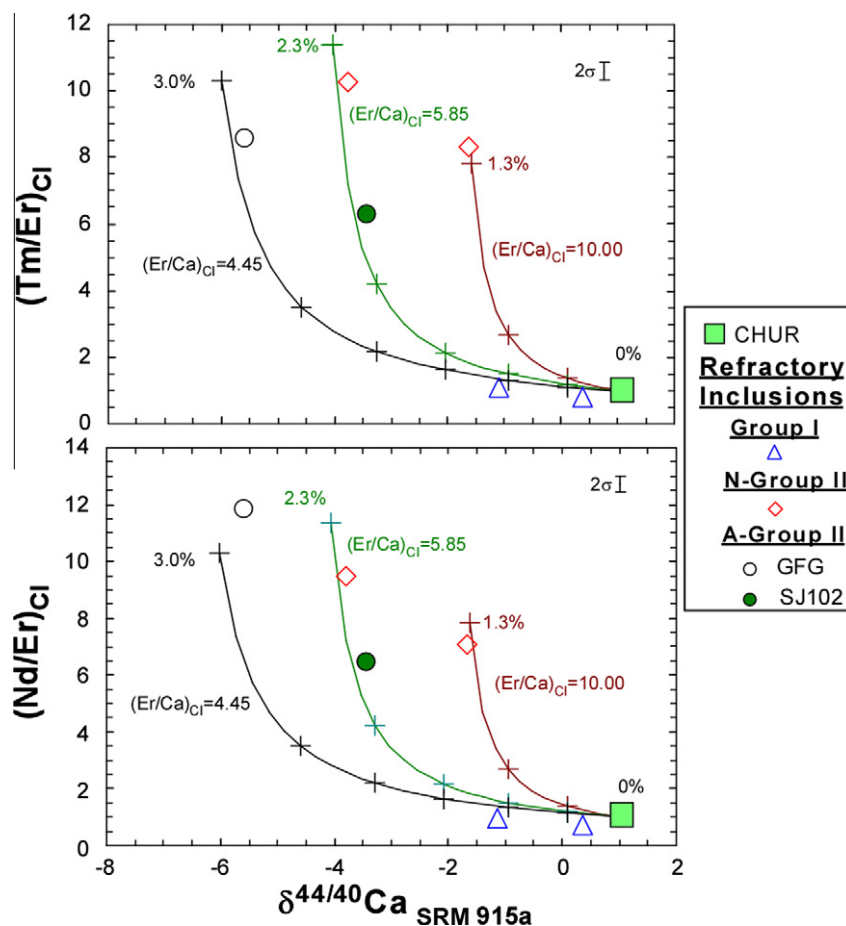 12
10
8
6
4
2
0
(Tm/Er)CI
3.0%
2.3%
2σ
(Er/Ca)CI=5.85
1.3%
(Er/Ca)CI=4.45
(Er/Ca)CI=10.00
0%
14
12
10
8
6
4
2
0
(Nd/Er)CI
2.3%
2σ
3.0%
(Er/Ca)CI=5.85
1.3%
(Er/Ca)CI=4.45
(Er/Ca)CI=10.00
0%
-8 -6 -4 -2 0 2
δ44/40Ca SRM 915a
CHUR
Refractory
Inclusions
Group I
N-Group II
A-Group II
GFG
SJ102